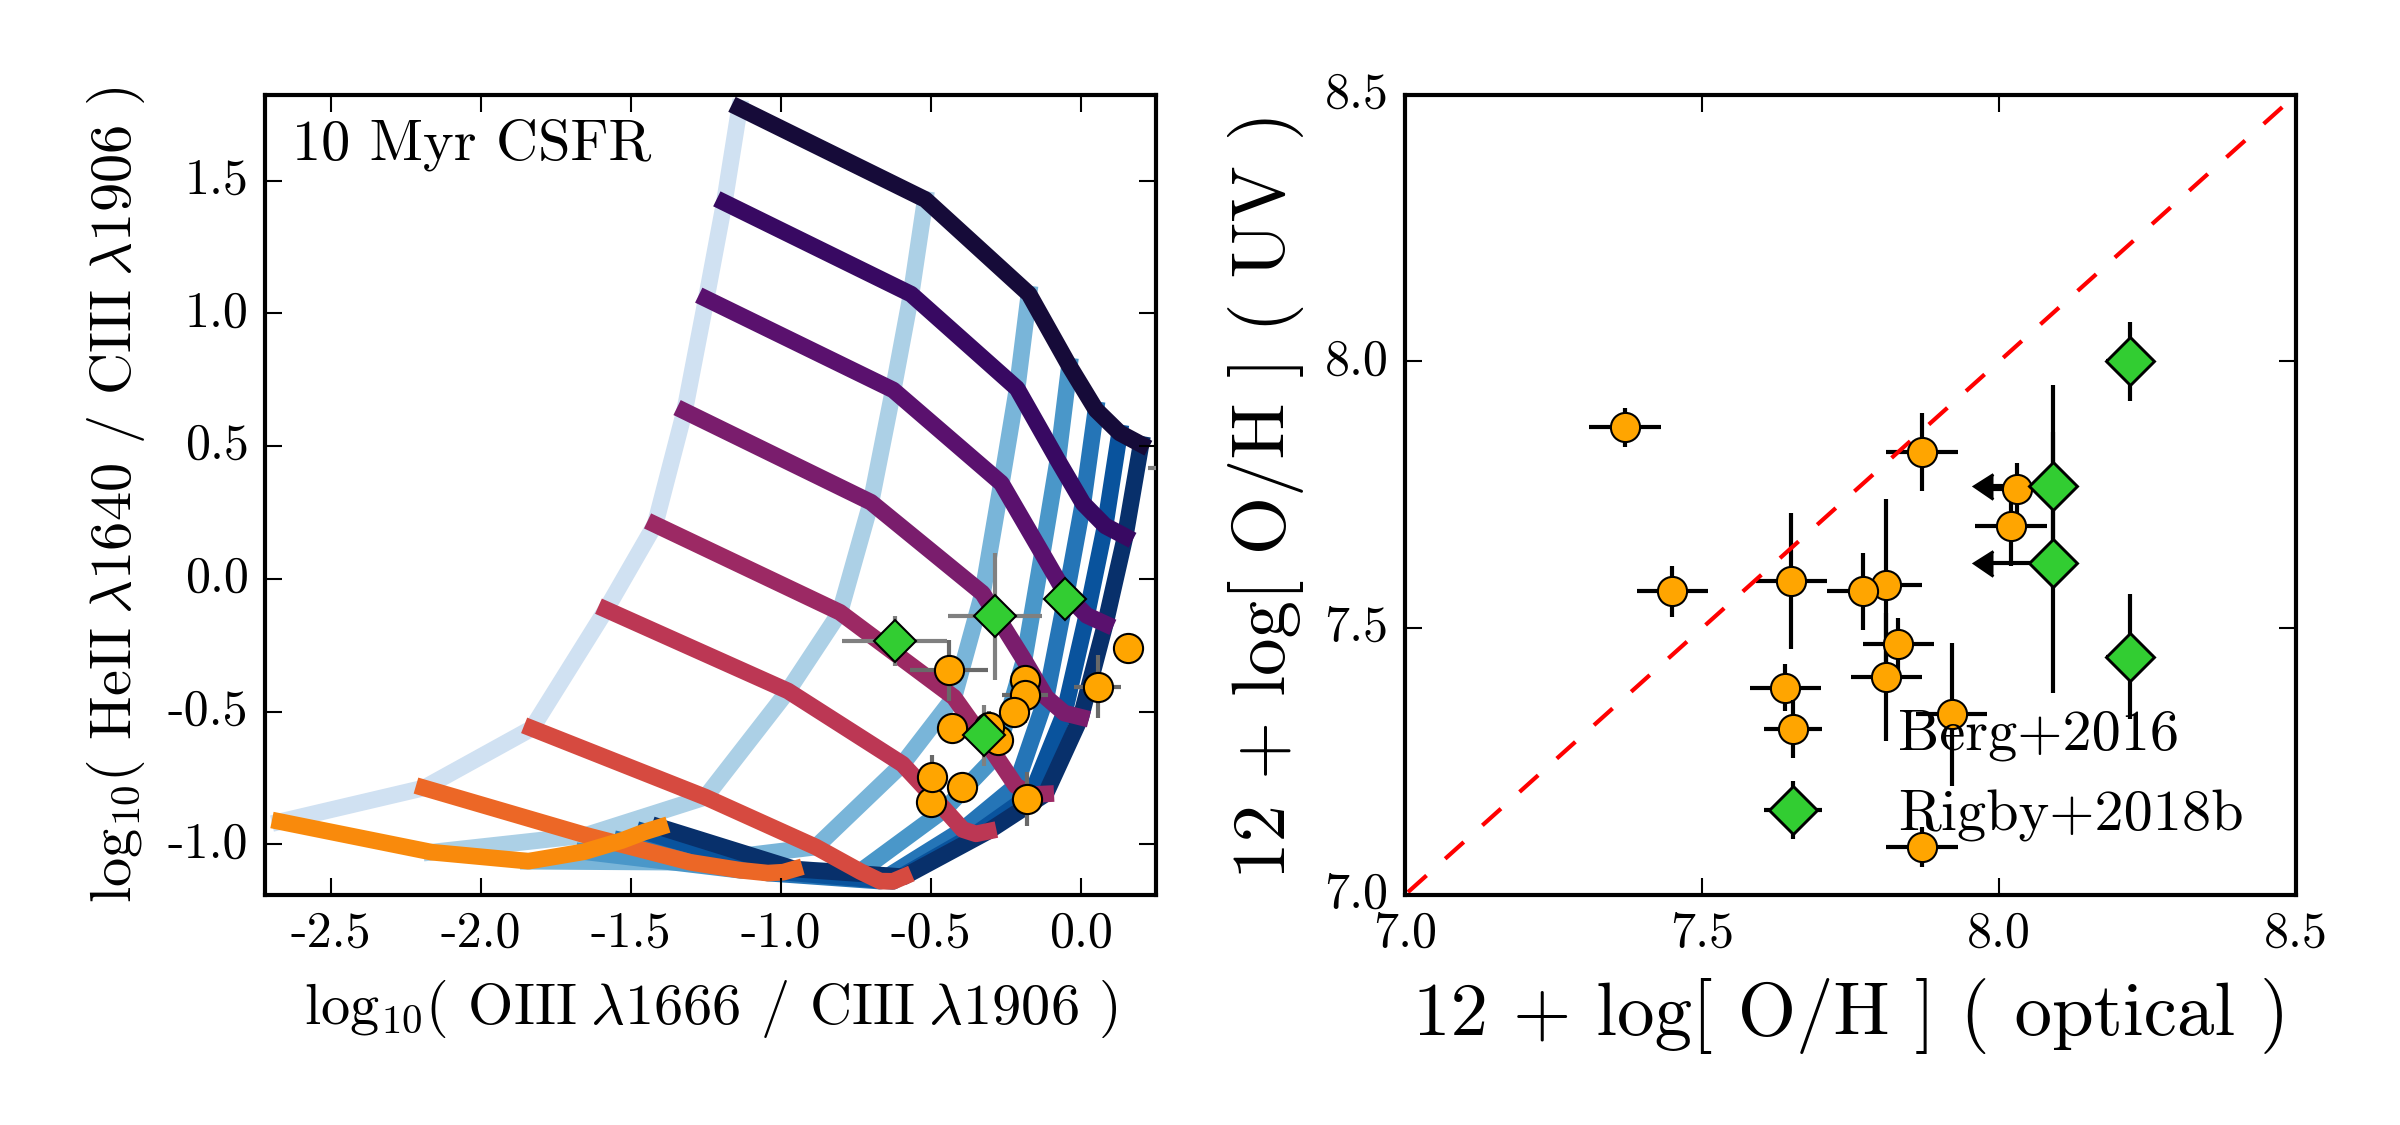 10 Myr CSFR
1.5
1.0
0.5
0.0
-0.5
-1.0
-2.5 -2.0 -1.5 -1.0 -0.5 0.0
log10( OIII λ1666 / CIII λ1906 )
log10( HeII λ1640 / CIII λ1906 )
8.5
8.0
7.5
7.0
7.0 7.5 8.0 8.5
12 + log[ O/H ] ( optical )
12 + log[ O/H ] ( UV )
Berg+2016
Rigby+2018b